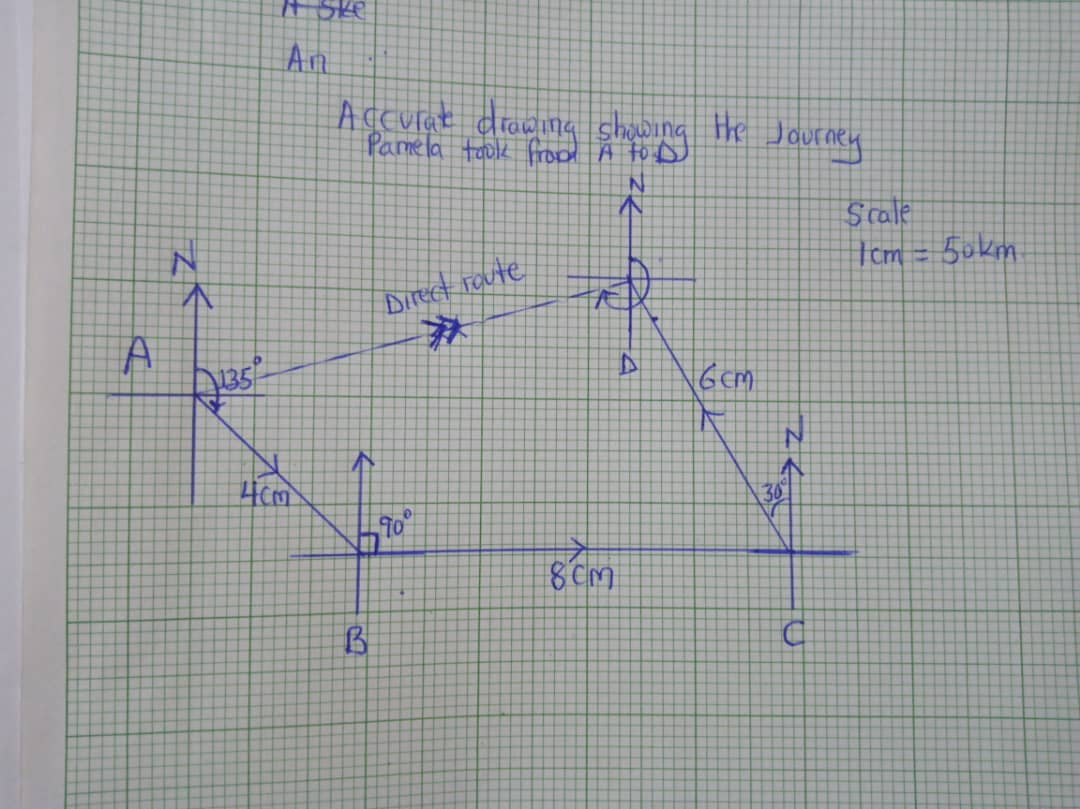 A Ske
An
Accurate drawing showing the Journey
Pamela took from A to D
N
Scale
1cm = 50km.
N
Direct route
A
135°
D
6cm
N
30°
4cm
90°
8cm
B
C